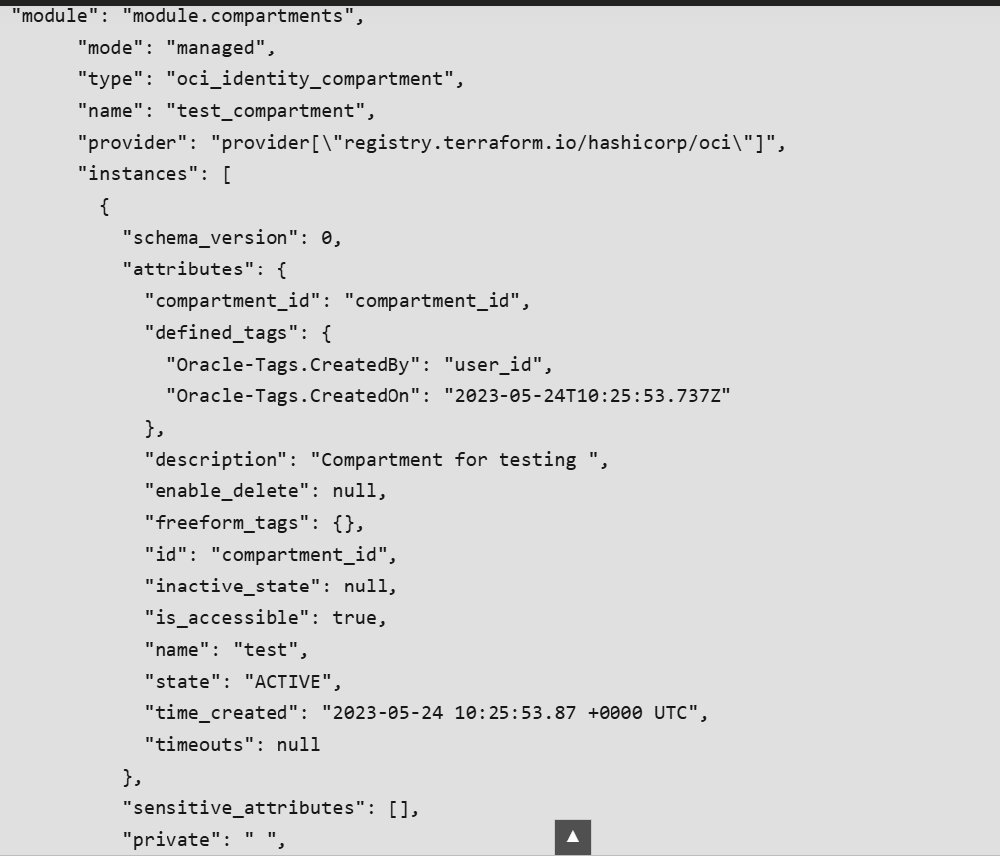 "module": "module.compartments",
"mode": "managed",
"type": "oci_identity_compartment",
"name": "test_compartment",
"provider": "provider[\"registry.terraform.io/hashicorp/oci\"]",
"instances": [
{
"schema_version": 0,
"attributes": {
"compartment_id": "compartment_id",
"defined_tags": {
"Oracle-Tags.CreatedBy": "user_id",
"Oracle-Tags.CreatedOn": "2023-05-24T10:25:53.737Z"
},
"description": "Compartment for testing ",
"enable_delete": null,
"freeform_tags": {},
"id": "compartment_id",
"inactive_state": null,
"is_accessible": true,
"name": "test",
"state": "ACTIVE",
"time_created": "2023-05-24 10:25:53.87 +0000 UTC",
"timeouts": null
},
"sensitive_attributes": [],
"private": " ",